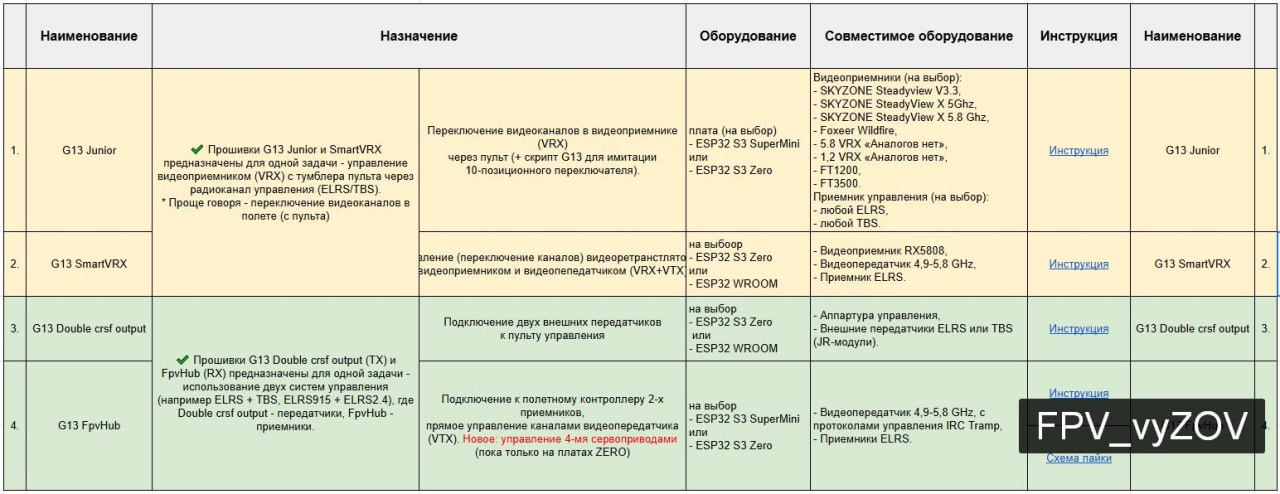 Наименование
Назначение
Оборудование
Совместимое оборудование
Инструкция
Наименование
1.
G13 Junior
✔ Прошивки G13 Junior и SmartVRX
предназначены для одной задачи - управление
видеоприемником (VRX) с тумблера пульта через
радиоканал управления (ELRS/TBS).
* Проще говоря - переключение видеоканалов в
полете (с пульта)
Переключение видеоканалов в видеоприемнике
(VRX)
через пульт (+ скрипт G13 для имитации
10-позиционного переключателя).
плата (на выбор)
- ESP32 S3 SuperMini
или
- ESP32 S3 Zero
Видеоприемники (на выбор):
- SKYZONE Steadyview V3.3,
- SKYZONE SteadyView X 5Ghz,
- SKYZONE SteadyView X 5.8 Ghz,
- Foxeer Wildfire,
- 5.8 VRX «Аналогов нет»,
- 1,2 VRX «Аналогов нет»,
- FT1200,
- FT3500.
Приемник управления (на выбор):
- любой ELRS,
- любой TBS.
Инструкция
G13 Junior
1.
2.
G13 SmartVRX
вление (переключение каналов) видеоретранслято
видеоприемником и видеопепедатчиком (VRX+VTX)
на выбоор
- ESP32 S3 Zero
или
- ESP32 WROOM
- Видеоприемник RX5808,
- Видеопередатчик 4,9-5,8 GHz,
- Приемник ELRS.
Инструкция
G13 SmartVRX
2.
3.
G13 Double crsf output
✔ Прошивки G13 Double crsf output (TX) и
FpvHub (RX) предназначены для одной задачи -
использование двух систем управления
(например ELRS + TBS, ELRS915 + ELRS2.4), где
Double crsf output - передатчики, FpvHub -
приемники.
Подключение двух внешних передатчиков
к пульту управления
на выбор
- ESP32 S3 Zero
или
- ESP32 WROOM
- Аппартура управления,
- Внешние передатчики ELRS или TBS
(JR-модули).
Инструкция
G13 Double crsf output
3.
4.
G13 FpvHub
Подключение к полетному контроллеру 2-х
приемников,
прямое управление каналами видеопередатчика
(VTX). Новое: управление 4-мя сервоприводами
(пока только на платах ZERO)
на выбор
- ESP32 S3 SuperMini
или
- ESP32 S3 Zero
- Видеопередатчик 4,9-5,8 GHz, с
протоколами управления IRC Tramp,
- Приемники ELRS.
Инструкция
Схема пайки
4.
FPV_vyZOV